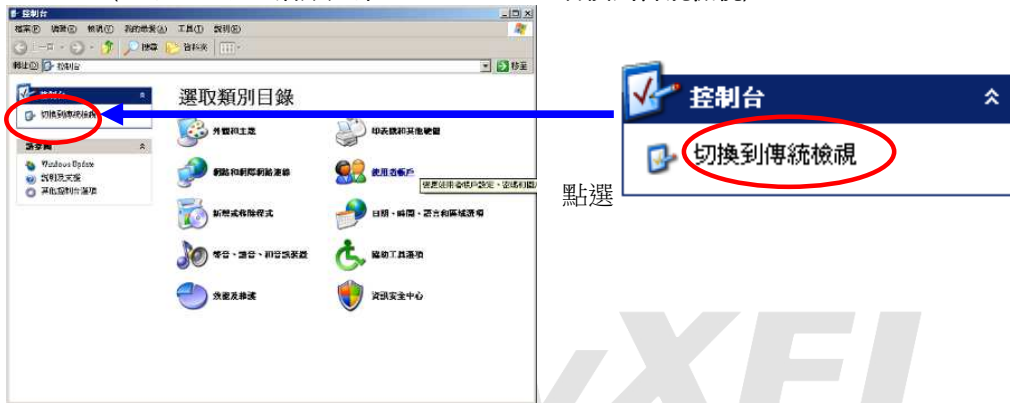 控制台
檔案(F) 編輯(E) 檢視(V) 我的最愛(A) 工具(T) 說明(H)
上一頁 搜尋 資料夾
網址(D) 控制台 移至
控制台
切換到傳統檢視
請參閱
Windows Update
說明及支援
其他控制台選項
選取類別目錄
外觀和主題
印表機和其他硬體
網路和網際網路連線
使用者帳戶
新增或移除程式
日期、時間、語言和區域選項
聲音、語音、和音訊裝置
協助工具選項
效能及維護
資訊安全中心
控制台
切換到傳統檢視
點選